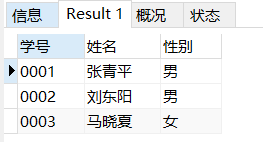 信息 Result 1 概况 状态
学号 姓名 性别
0001 张青平 男
0002 刘东阳 男
0003 马晓夏 女